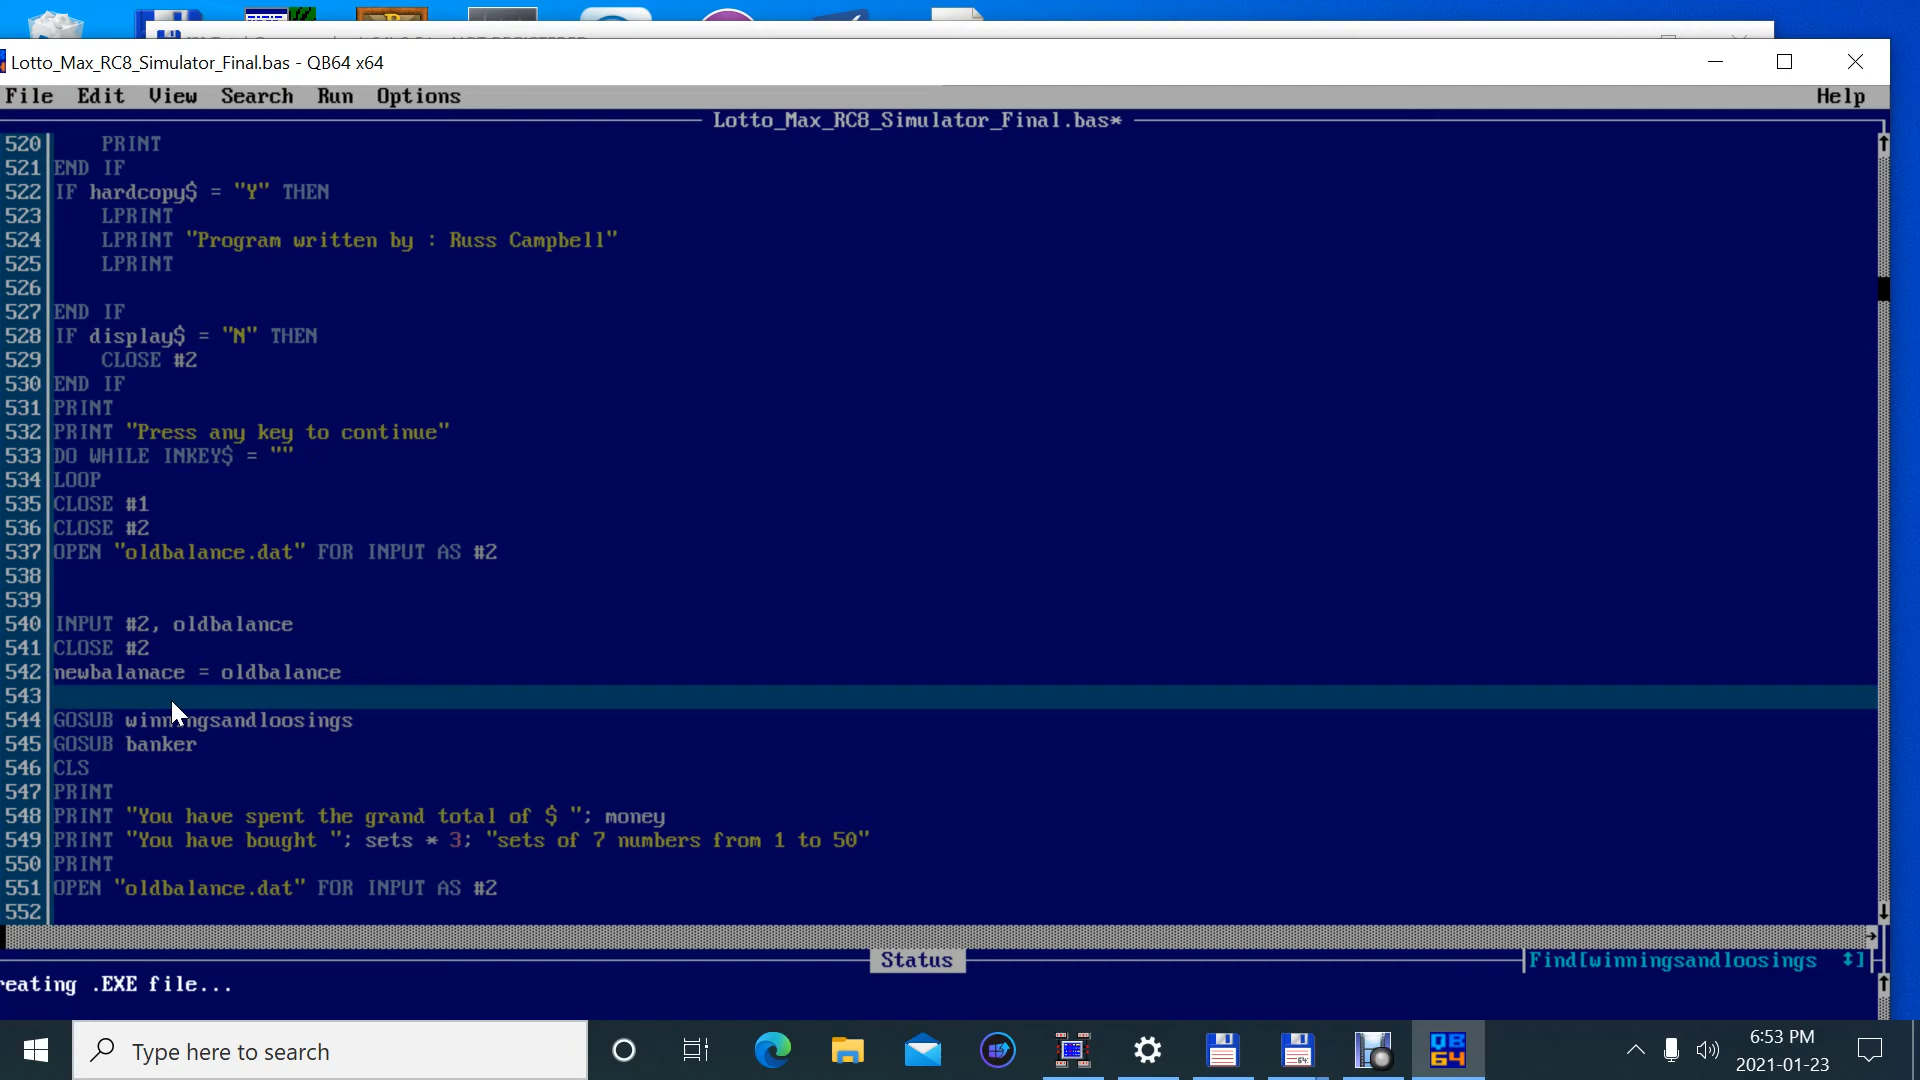 Lotto_Max_RC8_Simulator_Final.bas - QB64 x64
File Edit View Search Run Options Help
Lotto_Max_RC8_Simulator_Final.bas*
520 PRINT
521 END IF
522 IF hardcopy$ = "Y" THEN
523 LPRINT
524 LPRINT "Program written by : Russ Campbell"
525 LPRINT
526
527 END IF
528 IF display$ = "N" THEN
529 CLOSE #2
530 END IF
531 PRINT
532 PRINT "Press any key to continue"
533 DO WHILE INKEY$ = ""
534 LOOP
535 CLOSE #1
536 CLOSE #2
537 OPEN "oldbalance.dat" FOR INPUT AS #2
538
539
540 INPUT #2, oldbalance
541 CLOSE #2
542 newbalanace = oldbalance
543
544 GOSUB winningsandloosings
545 GOSUB banker
546 CLS
547 PRINT
548 PRINT "You have spent the grand total of $ "; money
549 PRINT "You have bought "; sets * 3; "sets of 7 numbers from 1 to 50"
550 PRINT
551 OPEN "oldbalance.dat" FOR INPUT AS #2
552
Status
Find[winningsandloosings ↕]
reating .EXE file...
Type here to search
64
QB
64
6:53 PM
2021-01-23